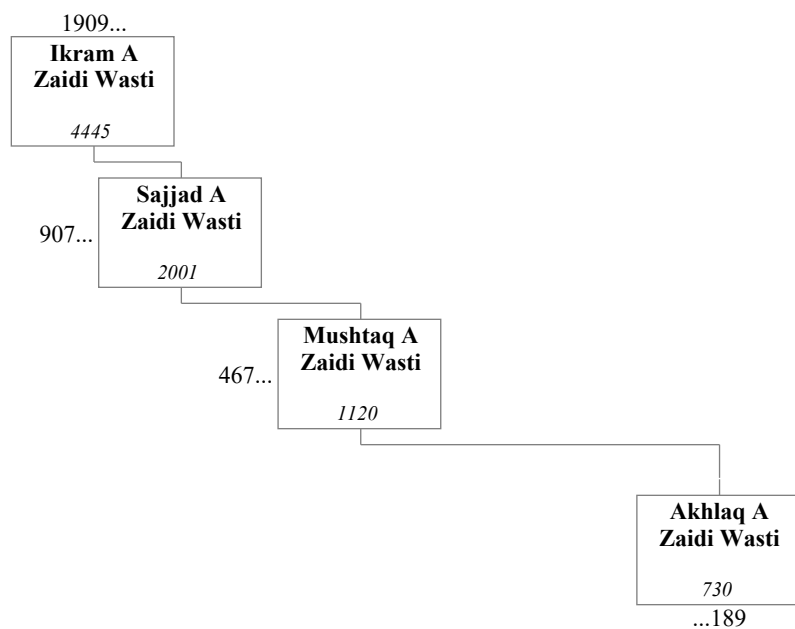 1909...
Ikram A
Zaidi Wasti
4445
Sajjad A
Zaidi Wasti
907...
2001
Mushtaq A
Zaidi Wasti
467...
1120
Akhlaq A
Zaidi Wasti
730
...189